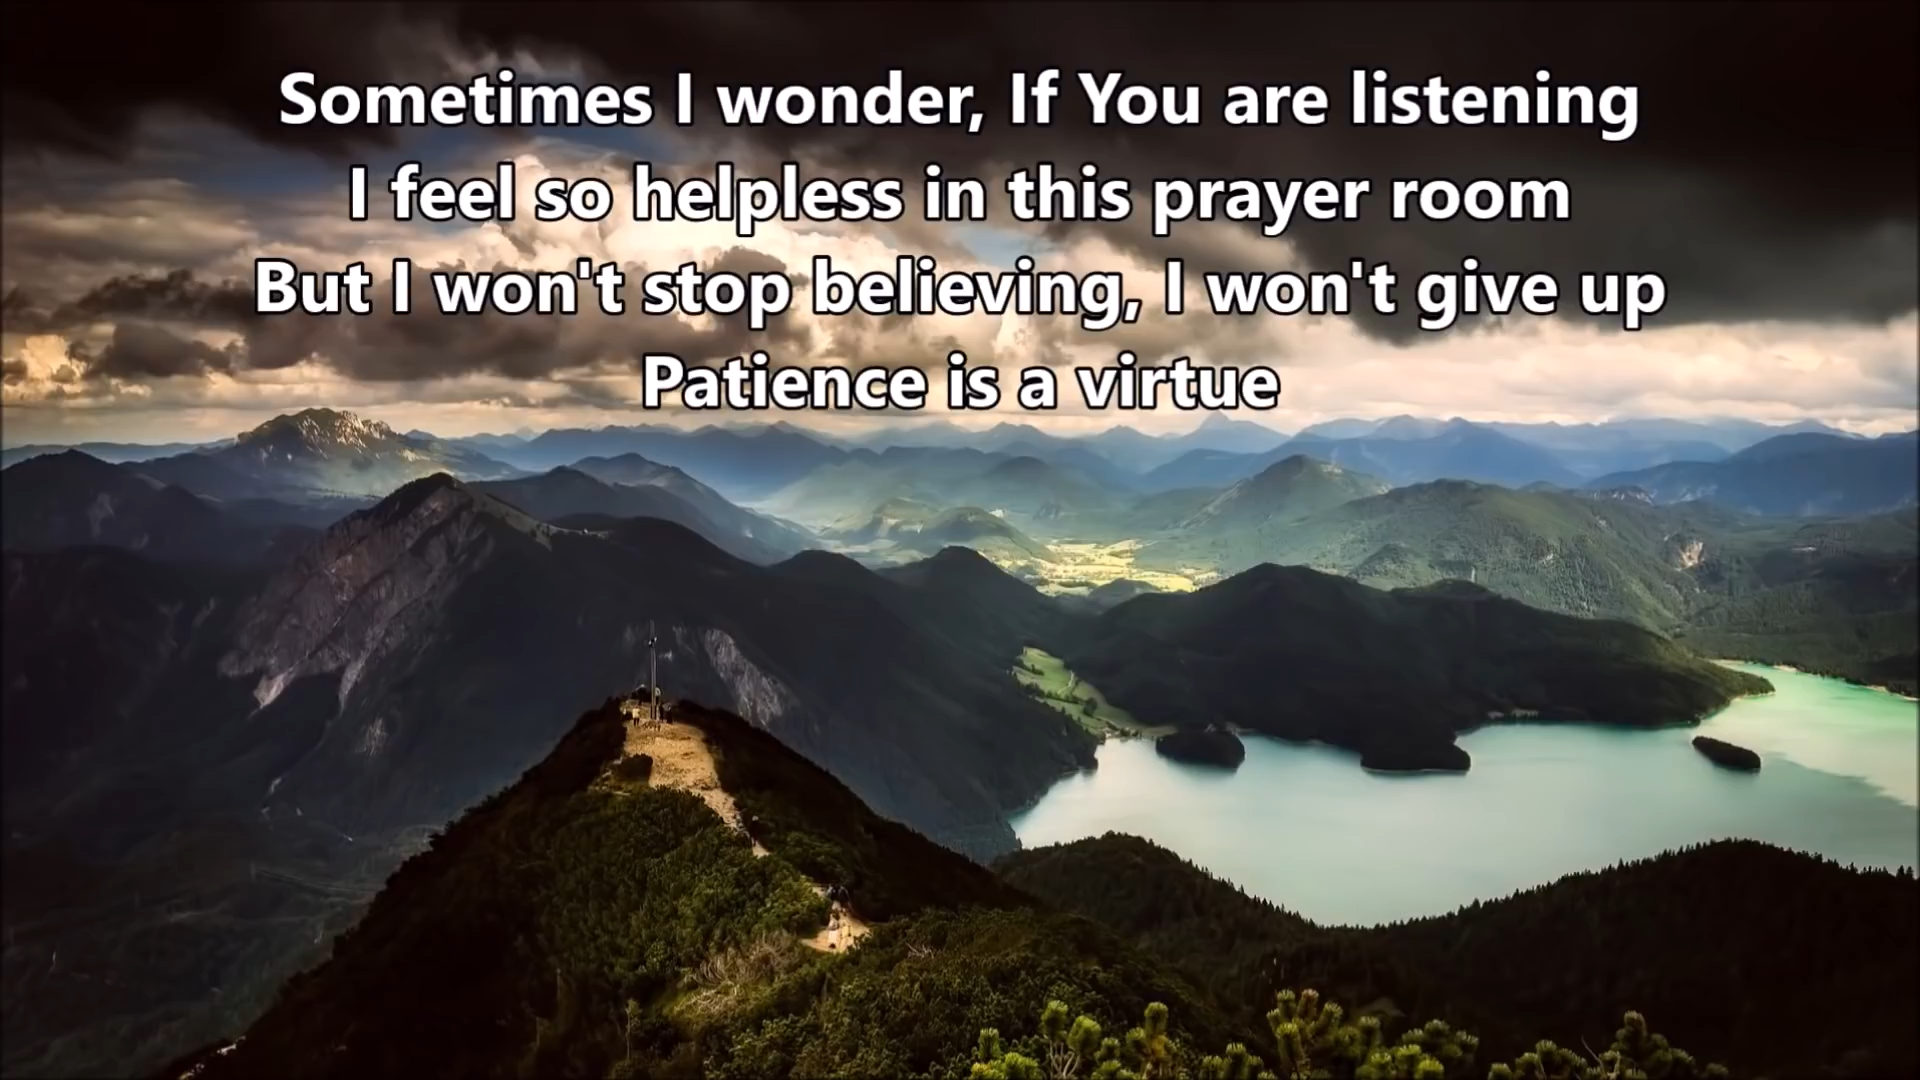 Sometimes I wonder, If You are listening
I feel so helpless in this prayer room
But I won't stop believing, I won't give up
Patience is a virtue